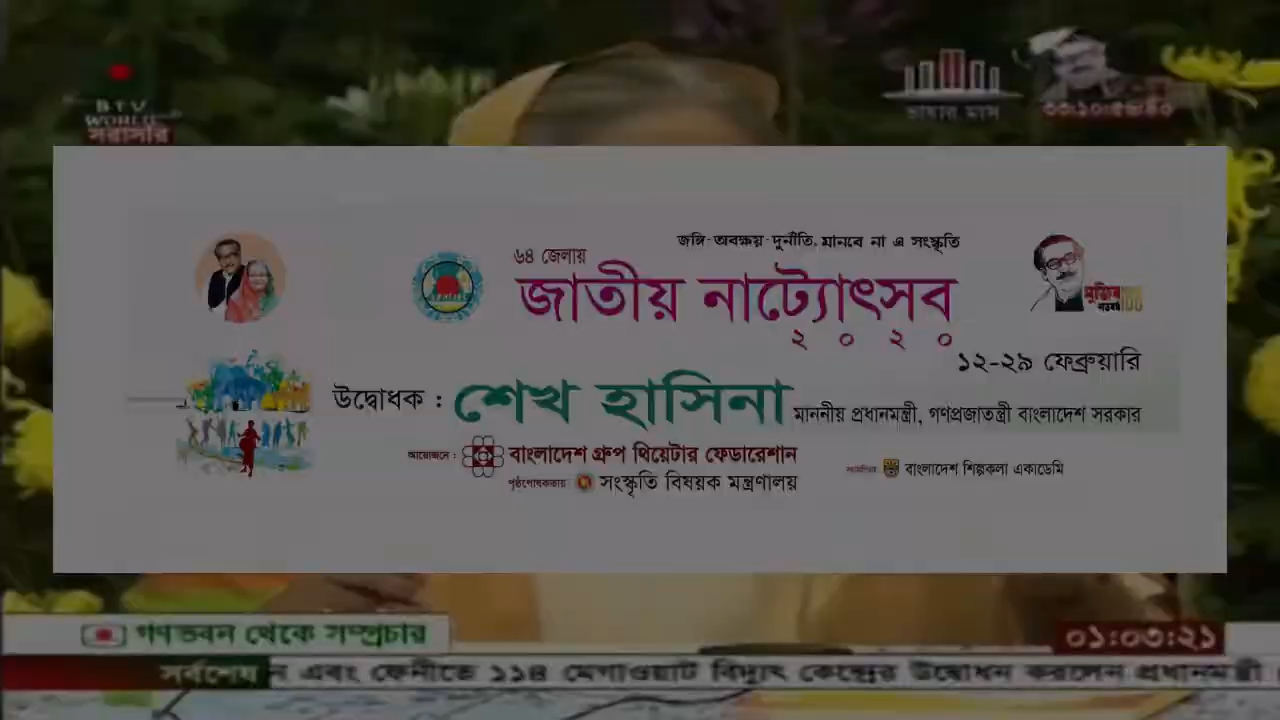 BTV
WORLD
সরাসরি
ভাষার মাস
জঙ্গি-অবক্ষয়-দুর্নীতি, মানবে না এ সংস্কৃতি
৬৪ জেলায়
জাতীয় নাট্যোৎসব
২০২০
মুজিব
শতবর্ষ 100
১২-২৯ ফেব্রুয়ারি
উদ্বোধক : শেখ হাসিনা
মাননীয় প্রধানমন্ত্রী, গণপ্রজাতন্ত্রী বাংলাদেশ সরকার
আয়োজনে : বাংলাদেশ গ্রুপ থিয়েটার ফেডারেশান
পৃষ্ঠপোষকতায় সংস্কৃতি বিষয়ক মন্ত্রণালয়
বাংলাদেশ শিল্পকলা একাডেমি
গণভবন থেকে সম্প্রচার
০১:০৩:২১
সর্বশেষ
ন এবং ফেনীতে ১১৪ মেগাওয়াট বিদ্যুৎ কেন্দ্রের উদ্বোধন করলেন প্রধানমন্ত্রী